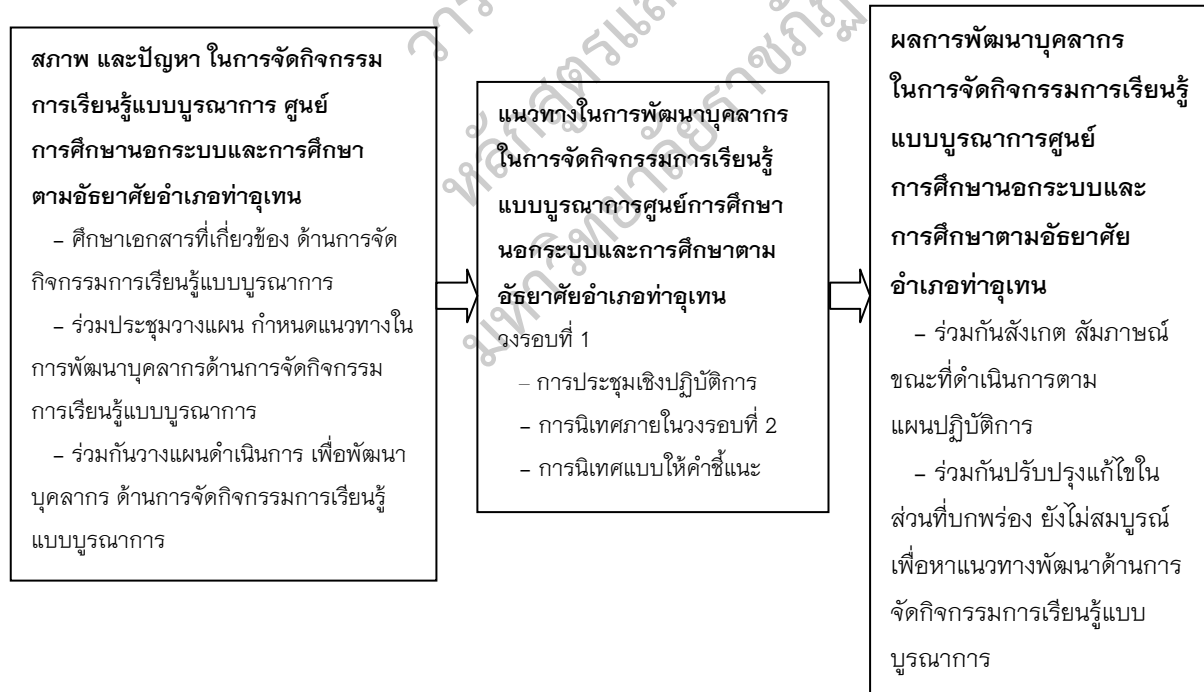 สภาพ และปัญหา ในการจัดกิจกรรม
การเรียนรู้แบบบูรณาการ ศูนย์
การศึกษานอกระบบและการศึกษา
ตามอัธยาศัยอำเภอท่าอุเทน
– ศึกษาเอกสารที่เกี่ยวข้อง ด้านการจัด
กิจกรรมการเรียนรู้แบบบูรณาการ
– ร่วมประชุมวางแผน กำหนดแนวทางใน
การพัฒนาบุคลากรด้านการจัดกิจกรรม
การเรียนรู้แบบบูรณาการ
– ร่วมกันวางแผนดำเนินการ เพื่อพัฒนา
บุคลากร ด้านการจัดกิจกรรมการเรียนรู้
แบบบูรณาการ
แนวทางในการพัฒนาบุคลากร
ในการจัดกิจกรรมการเรียนรู้
แบบบูรณาการศูนย์การศึกษา
นอกระบบและการศึกษาตาม
อัธยาศัยอำเภอท่าอุเทน
วงรอบที่ 1
– การประชุมเชิงปฏิบัติการ
– การนิเทศภายในวงรอบที่ 2
– การนิเทศแบบให้คำชี้แนะ
ผลการพัฒนาบุคลากร
ในการจัดกิจกรรมการเรียนรู้
แบบบูรณาการศูนย์
การศึกษานอกระบบและ
การศึกษาตามอัธยาศัย
อำเภอท่าอุเทน
– ร่วมกันสังเกต สัมภาษณ์
ขณะที่ดำเนินการตาม
แผนปฏิบัติการ
– ร่วมกันปรับปรุงแก้ไขใน
ส่วนที่บกพร่อง ยังไม่สมบูรณ์
เพื่อหาแนวทางพัฒนาด้านการ
จัดกิจกรรมการเรียนรู้แบบ
บูรณาการ